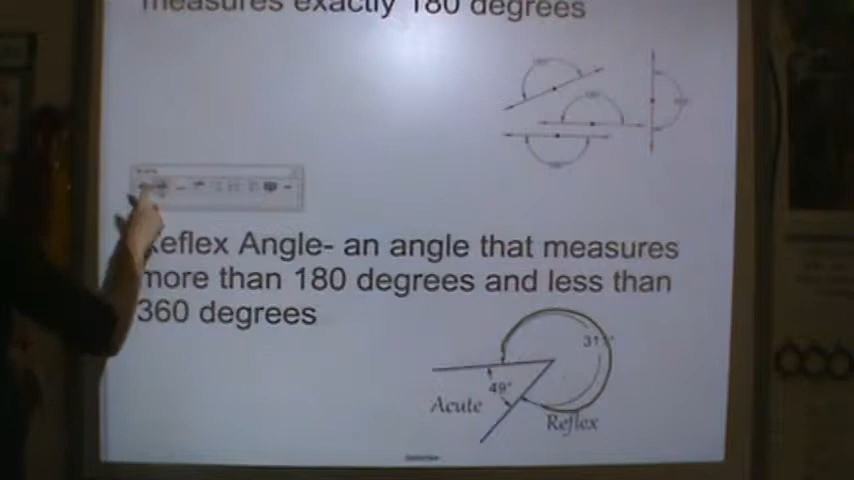 measures exactly 180 degrees
Reflex Angle- an angle that measures
more than 180 degrees and less than
360 degrees
49°
Acute
Reflex